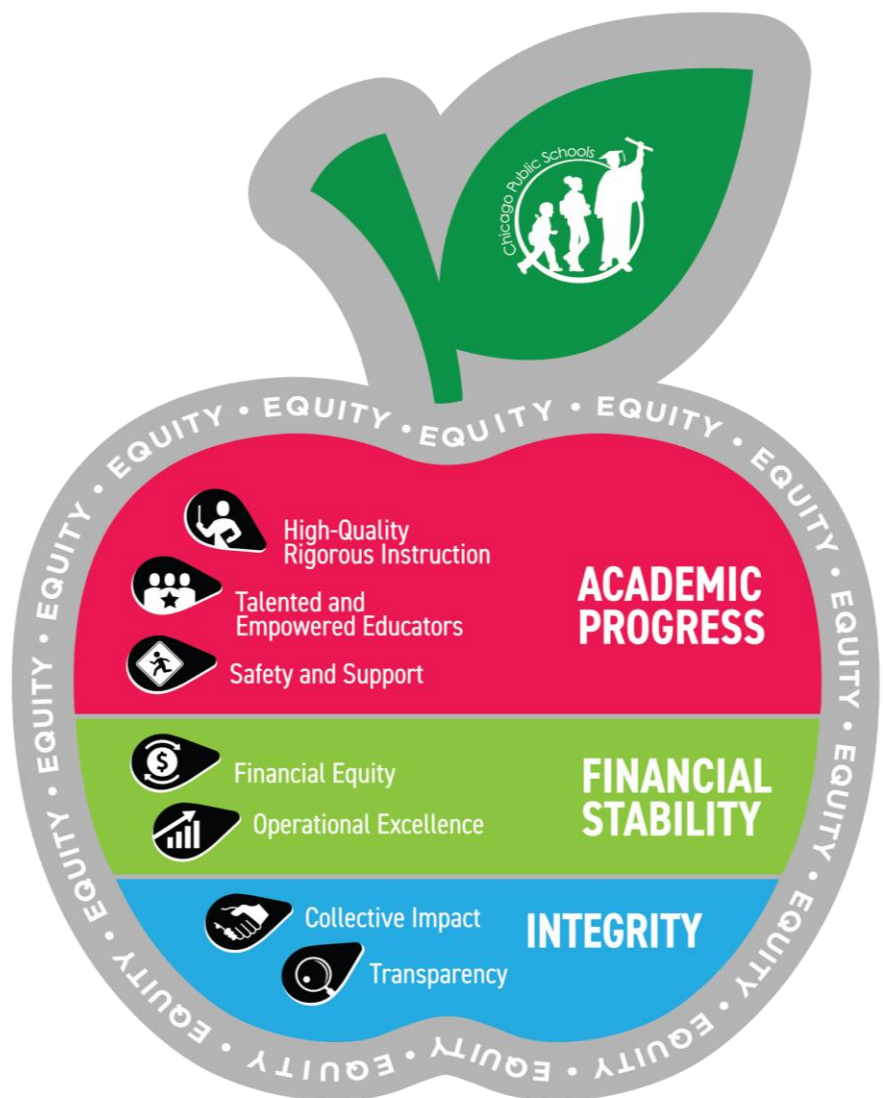 Chicago Public Schools
EQUITY • EQUITY • EQUITY • EQUITY • EQUITY • EQUITY • EQUITY • EQUITY • EQUITY • EQUITY • EQUITY • EQUITY • EQUITY • EQUITY • EQUITY •
High-Quality
Rigorous Instruction
Talented and
Empowered Educators
Safety and Support
ACADEMIC
PROGRESS
Financial Equity
Operational Excellence
FINANCIAL
STABILITY
Collective Impact
Transparency
INTEGRITY